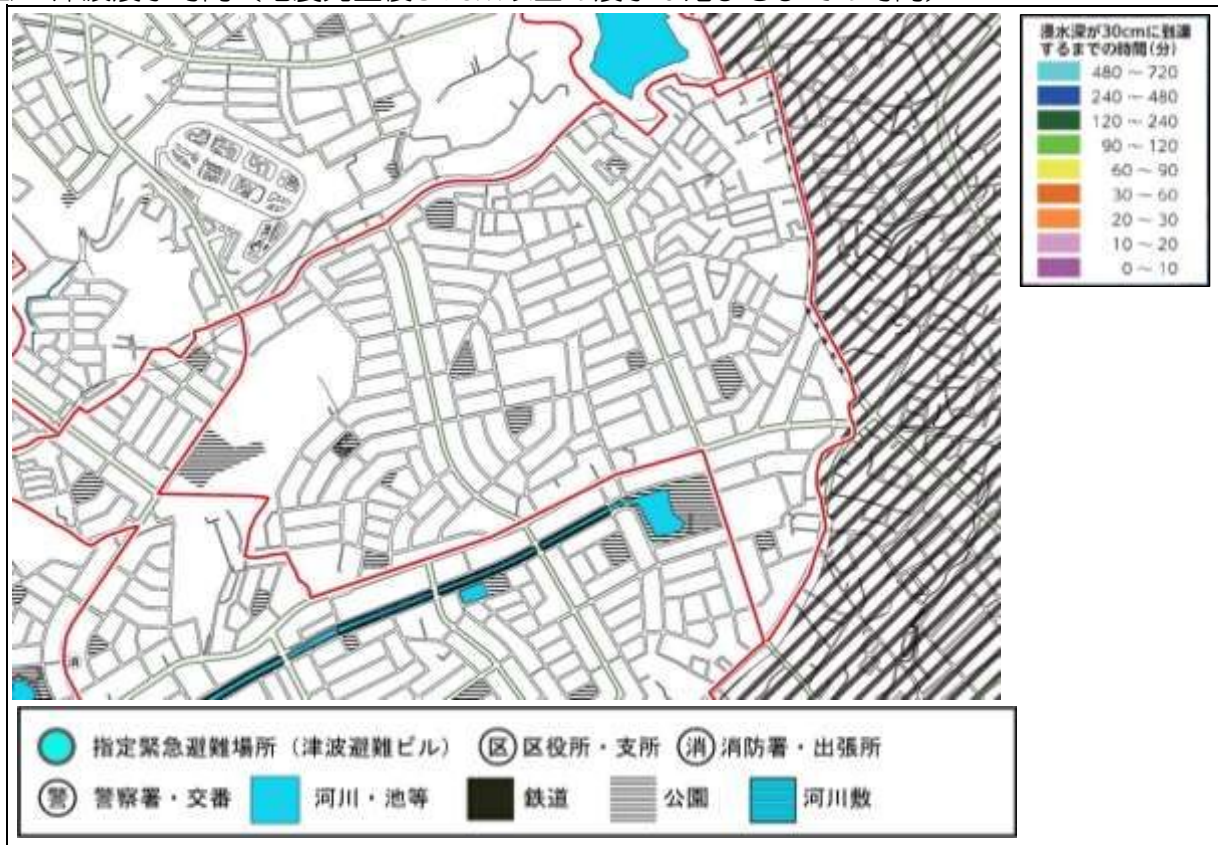 浸水深が30cmに到達
するまでの時間(分)
480 ～ 720
240 ～ 480
120 ～ 240
90 ～ 120
60 ～ 90
30 ～ 60
20 ～ 30
10 ～ 20
0 ～ 10
指定緊急避難場所（津波避難ビル） 区 区役所・支所 消 消防署・出張所
警 警察署・交番 河川・池等 鉄道 公園 河川敷